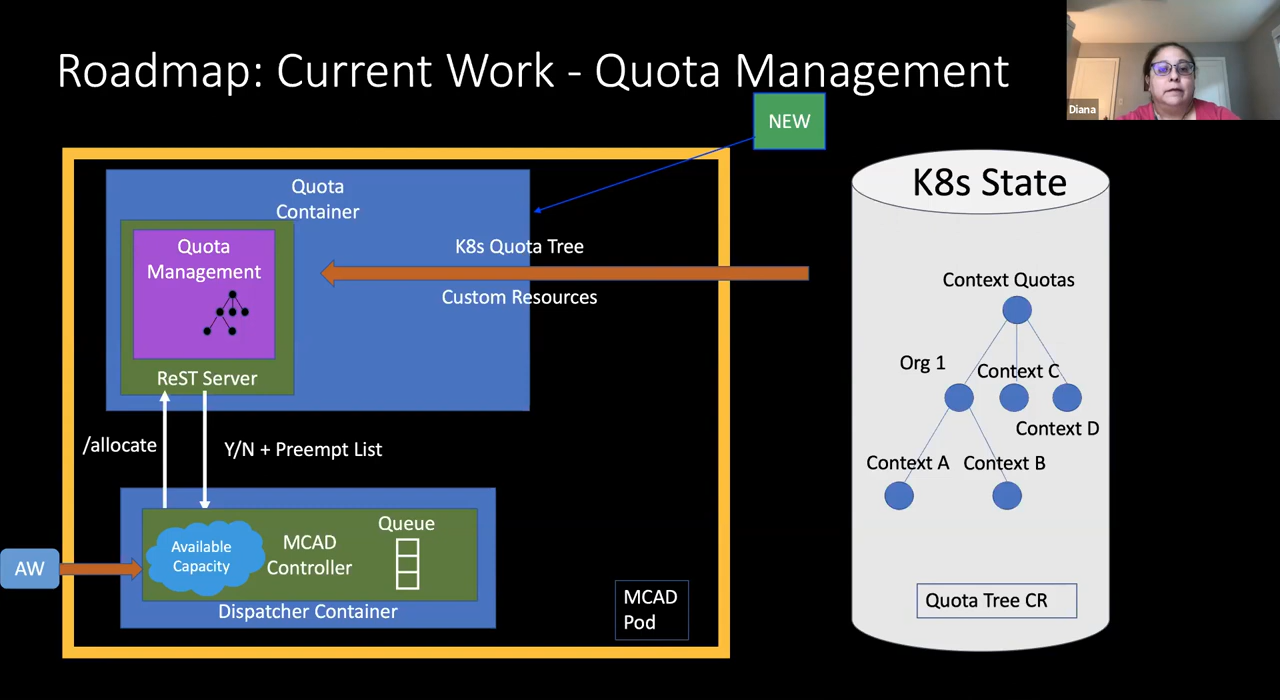 Roadmap: Current Work - Quota Management
Diana
NEW
Quota
Container
Quota
Management
ReST Server
K8s Quota Tree
Custom Resources
/allocate
Y/N + Preempt List
AW
Available
Capacity
MCAD
Controller
Queue
Dispatcher Container
MCAD
Pod
K8s State
Context Quotas
Org 1
Context C
Context D
Context A
Context B
Quota Tree CR